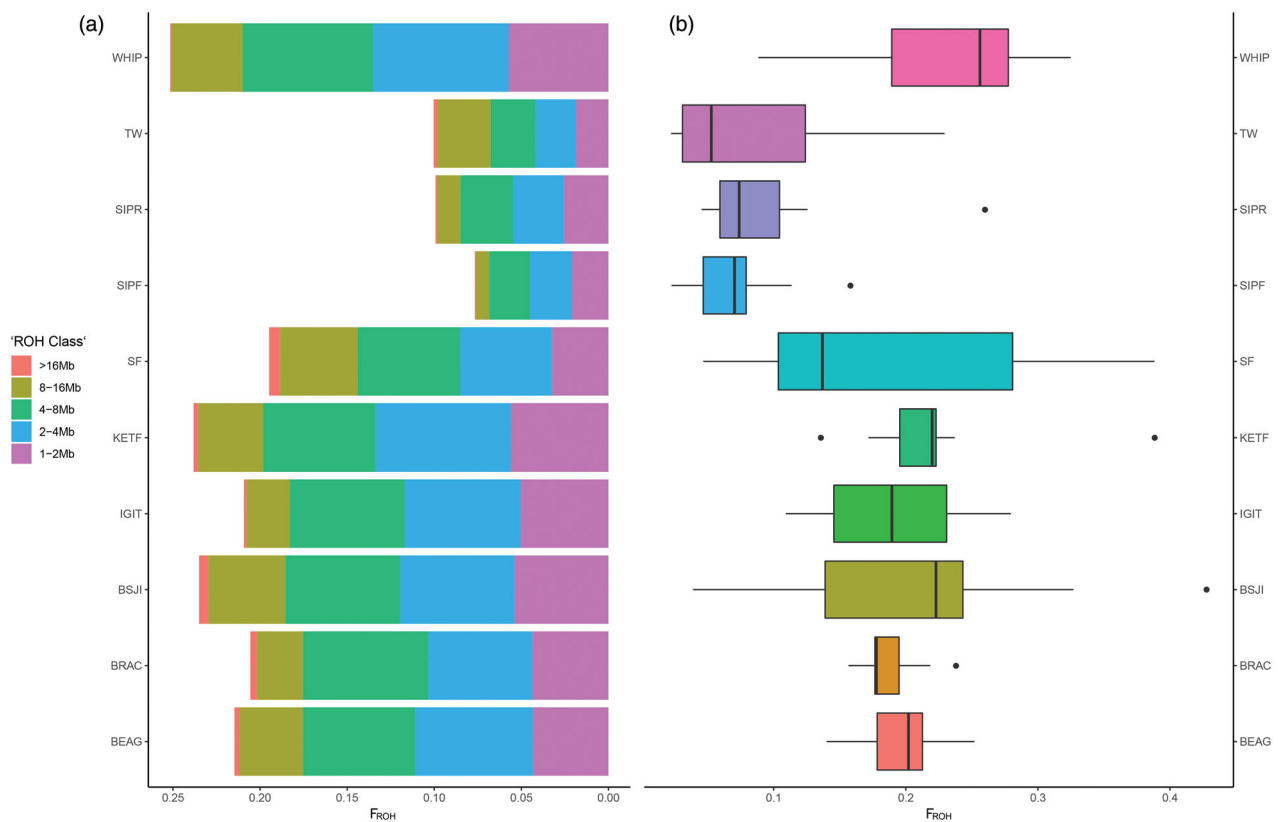 (a)
WHIP
TW
SIPR
SIPF
SF
KETF
IGIT
BSJI
BRAC
BEAG
‘ROH Class‘
>16Mb
8−16Mb
4−8Mb
2−4Mb
1−2Mb
0.25 0.20 0.15 0.10 0.05 0.00
FROH
(b)
WHIP
TW
SIPR
SIPF
SF
KETF
IGIT
BSJI
BRAC
BEAG
0.1 0.2 0.3 0.4
FROH